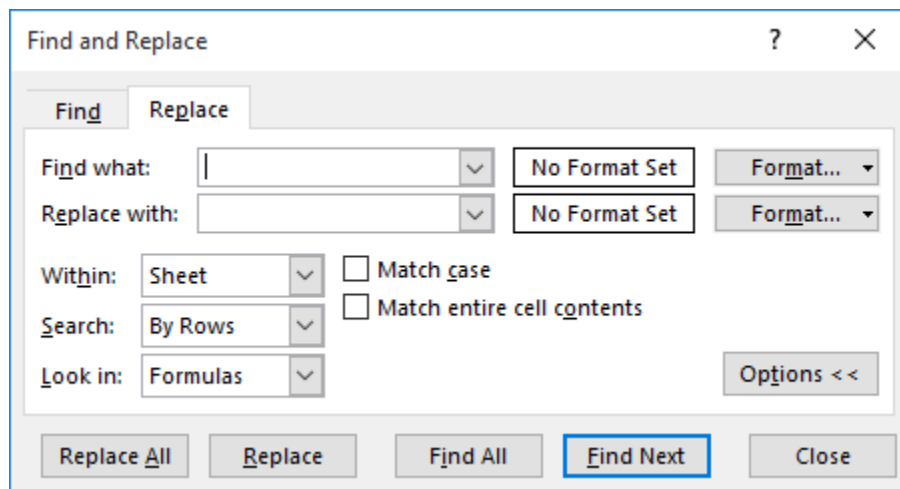 Find and Replace ?
Find Replace
Find what: No Format Set Format...
Replace with: No Format Set Format...
Within: Sheet Match case
Match entire cell contents
Search: By Rows
Look in: Formulas Options <<
Replace All Replace Find All Find Next Close